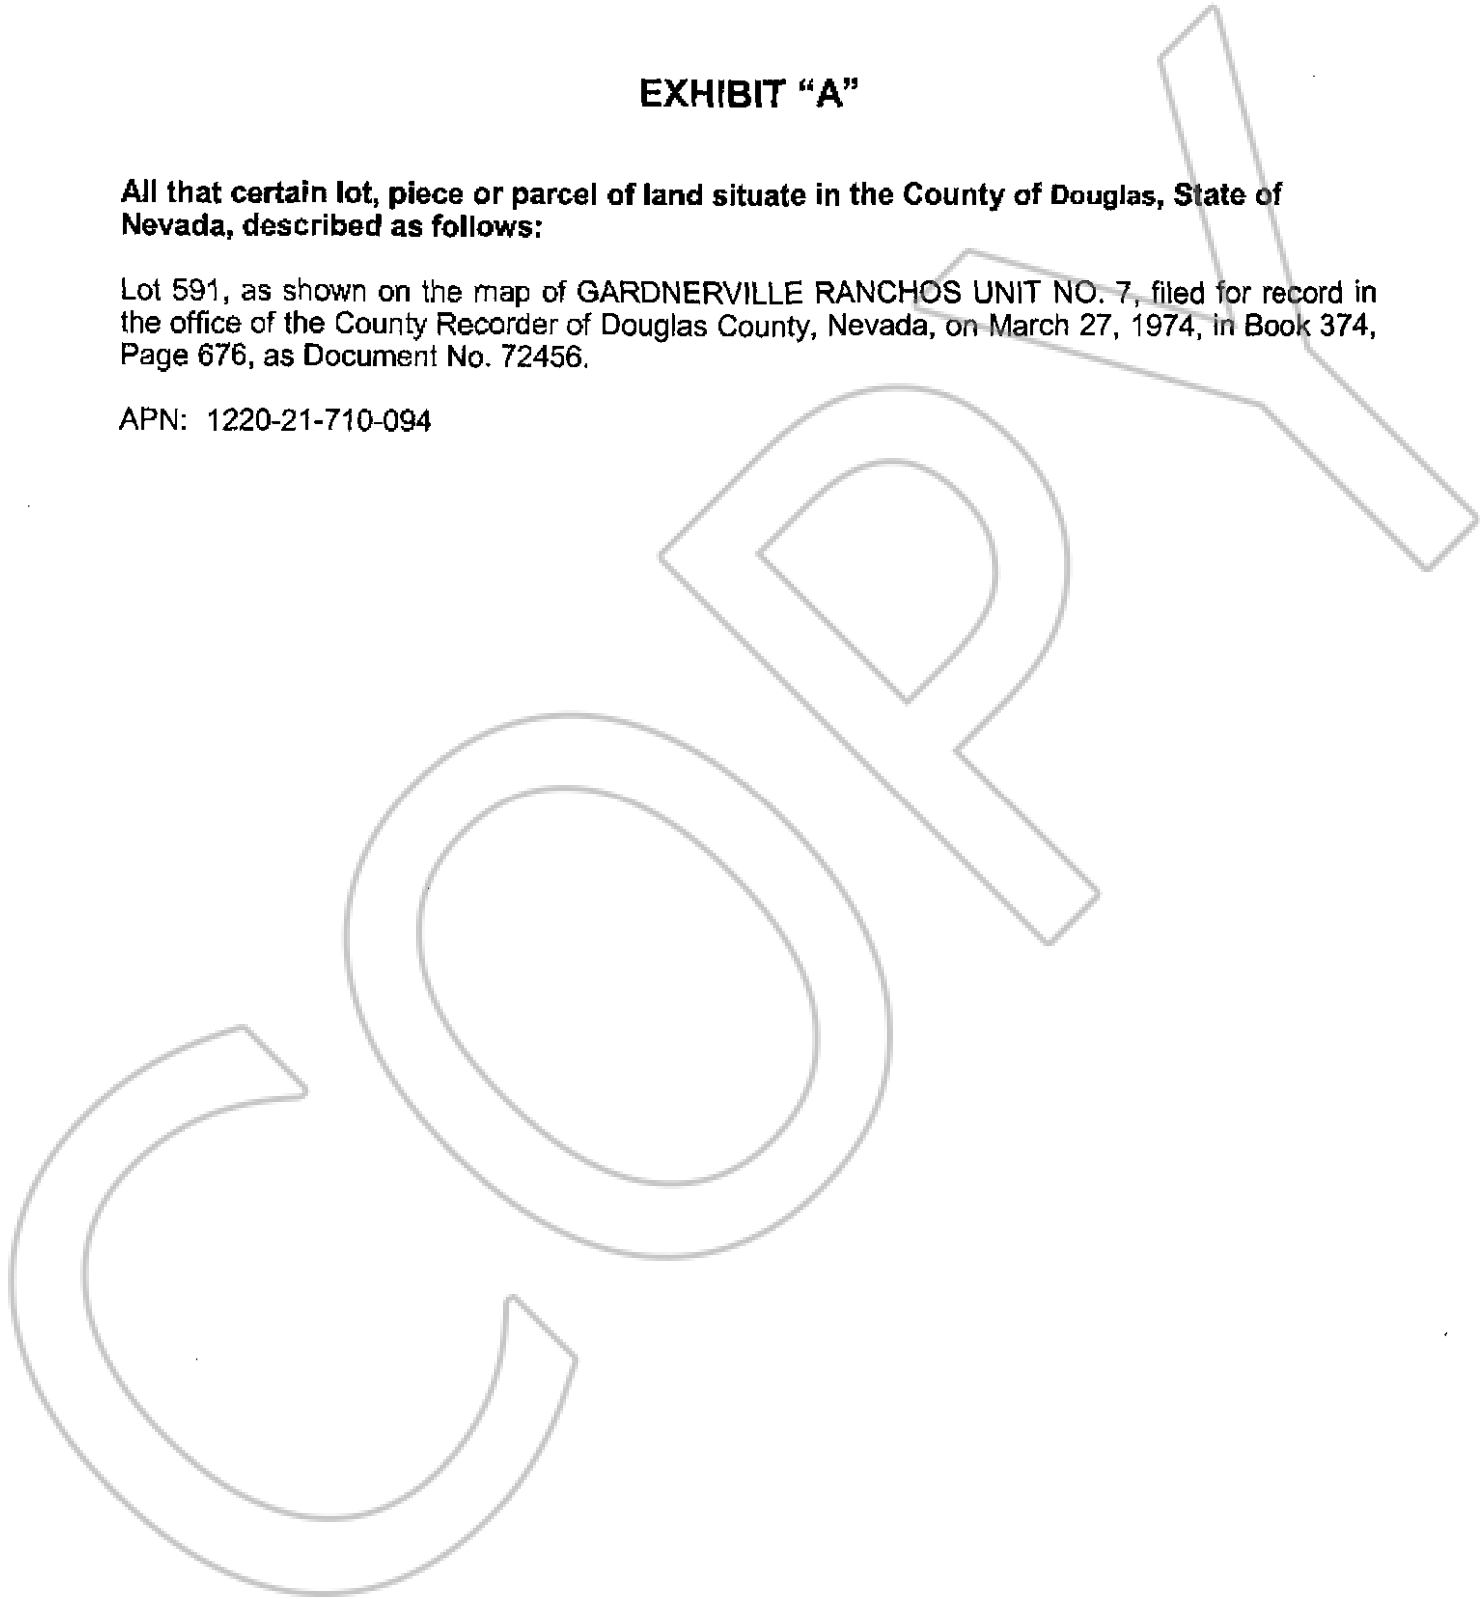 EXHIBIT “A”
All that certain lot, piece or parcel of land situate in the County of Douglas, State of
Nevada, described as follows:
Lot 591, as shown on the map of GARDNERVILLE RANCHOS UNIT NO. 7, filed for record in
the office of the County Recorder of Douglas County, Nevada, on March 27, 1974, in Book 374,
Page 676, as Document No. 72456.
APN: 1220-21-710-094
COPY